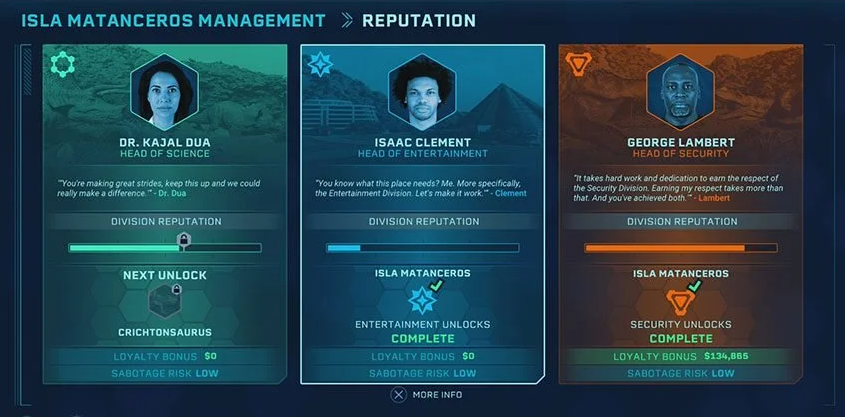 ISLA MATANCEROS MANAGEMENT >> REPUTATION
DR. KAJAL DUA
HEAD OF SCIENCE
"'You're making great strides, keep this up and we could
really make a difference.'" - Dr. Dua
DIVISION REPUTATION
NEXT UNLOCK
CRICHTONSAURUS
LOYALTY BONUS $0
SABOTAGE RISK LOW
ISAAC CLEMENT
HEAD OF ENTERTAINMENT
"You know what this place needs? Me. More specifically,
the Entertainment Division. Let's make it work.'" - Clement
DIVISION REPUTATION
ISLA MATANCEROS
ENTERTAINMENT UNLOCKS
COMPLETE
LOYALTY BONUS $0
SABOTAGE RISK LOW
GEORGE LAMBERT
HEAD OF SECURITY
"It takes hard work and dedication to earn the respect of
the Security Division. Earning my respect takes more than
that. And you've achieved both.'" - Lambert
DIVISION REPUTATION
ISLA MATANCEROS
SECURITY UNLOCKS
COMPLETE
LOYALTY BONUS $134,865
SABOTAGE RISK LOW
MORE INFO